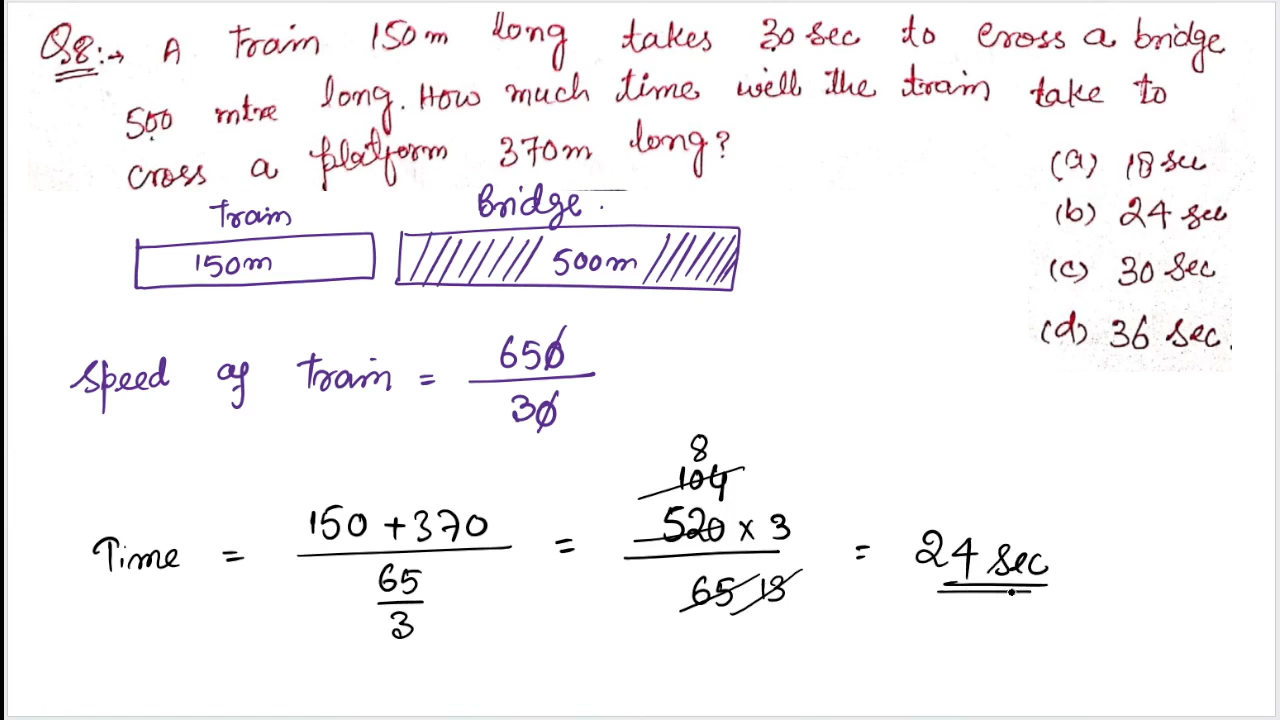 Q8:→ A train 150m long takes 30 sec to cross a bridge
500 mtre long. How much time will the train take to
cross a platform 370m long?
(a) 18 sec
(b) 24 sec
(c) 30 sec
(d) 36 sec.
Train
Bridge.
150m
500m
Speed of train = 650/30
Time = 150+370 / 65/3 = 520 x 3 / 65 = 24 sec
104
8
13